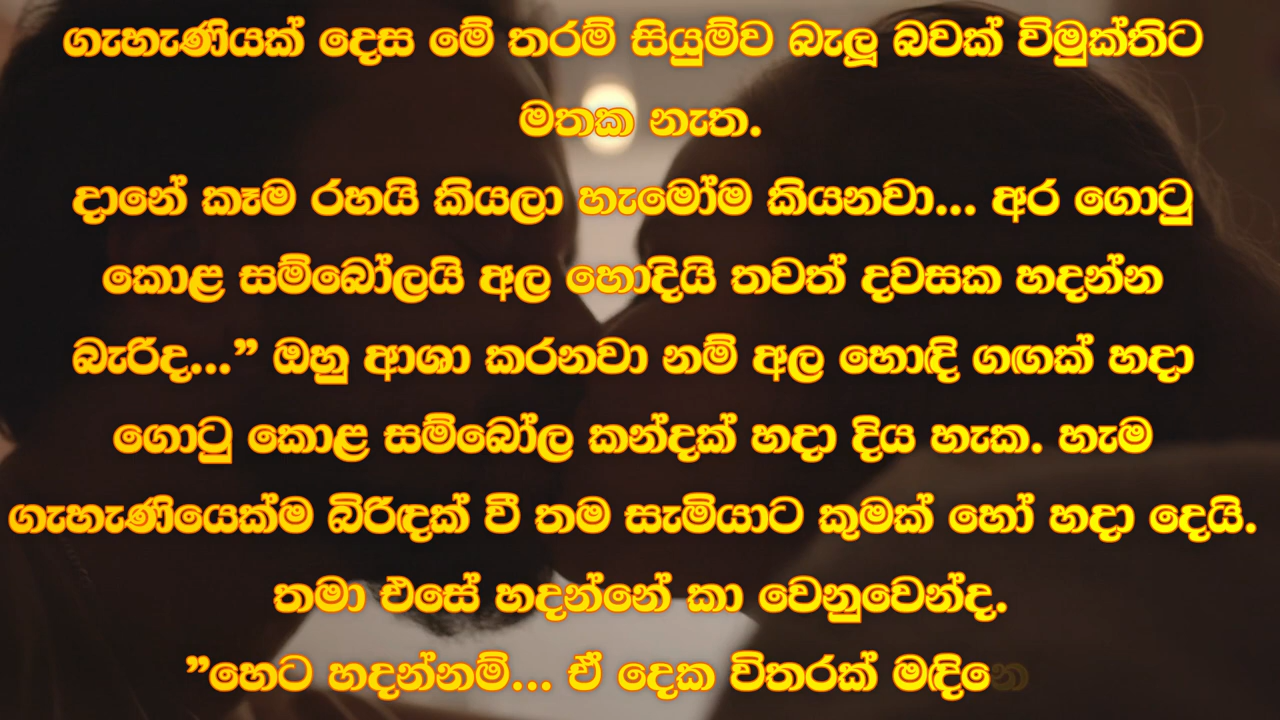 ගැහැණියක් දෙස මේ තරම් සියුම්ව බැලූ බවක් විමුක්තිට
මතක නැත.
දානේ කෑම රහයි කියලා හැමෝම කියනවා... අර ගොටු
කොළ සම්බෝලයි අල හොදියි තවත් දවසක හදන්න
බැරිද...” ඔහු ආශා කරනවා නම් අල හොඳි ගඟක් හදා
ගොටු කොළ සම්බෝල කන්දක් හදා දිය හැක. හැම
ගැහැණියෙක්ම බිරිඳක් වී තම සැමියාට කුමක් හෝ හදා දෙයි.
තමා එසේ හදන්නේ කා වෙනුවෙන්ද.
”හෙට හදන්නම්... ඒ දෙක විතරක් මඳිනෙ